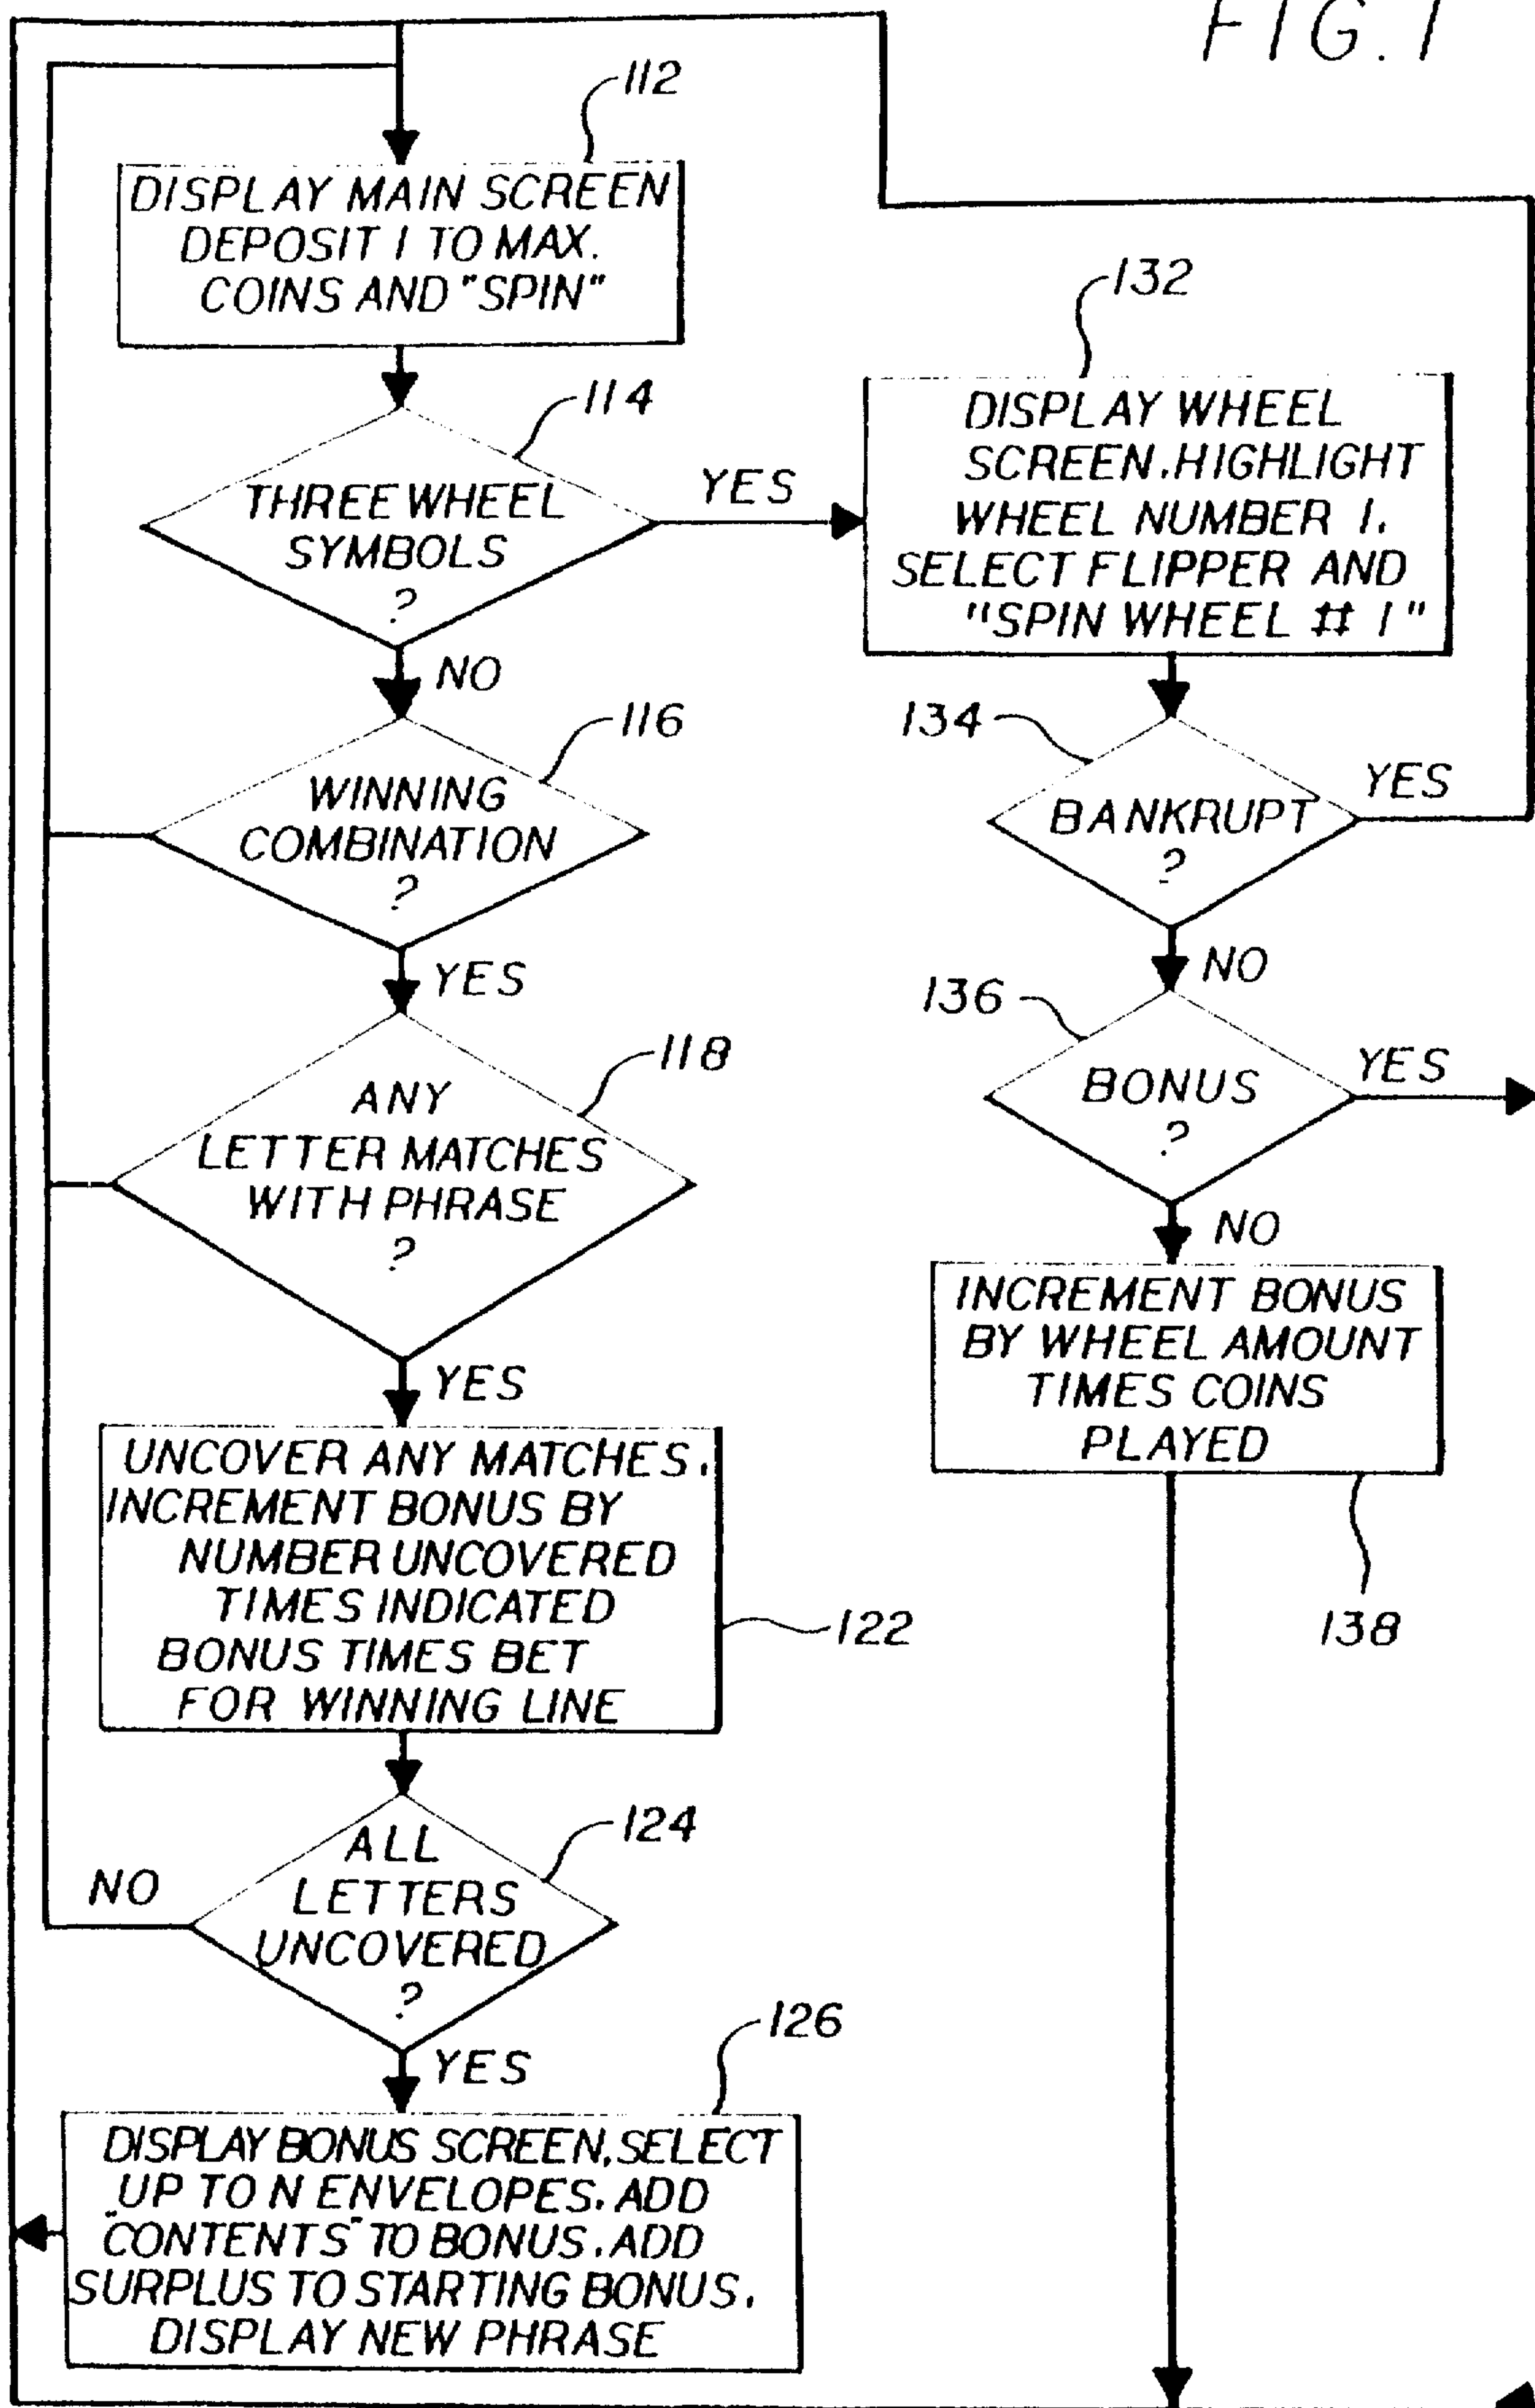 FIG. 1
112
DISPLAY MAIN SCREEN
DEPOSIT 1 TO MAX.
COINS AND "SPIN"
114
THREE WHEEL
SYMBOLS
?
YES
NO
132
DISPLAY WHEEL
SCREEN. HIGHLIGHT
WHEEL NUMBER 1.
SELECT FLIPPER AND
"SPIN WHEEL # 1"
116
WINNING
COMBINATION
?
YES
134
BANKRUPT
?
YES
NO
118
ANY
LETTER MATCHES
WITH PHRASE
?
YES
136
BONUS
?
YES
NO
INCREMENT BONUS
BY WHEEL AMOUNT
TIMES COINS
PLAYED
138
UNCOVER ANY MATCHES.
INCREMENT BONUS BY
NUMBER UNCOVERED
TIMES INDICATED
BONUS TIMES BET
FOR WINNING LINE
122
124
ALL
LETTERS
UNCOVERED
?
NO
YES
126
DISPLAY BONUS SCREEN. SELECT
UP TO N ENVELOPES. ADD
"CONTENTS" TO BONUS. ADD
SURPLUS TO STARTING BONUS.
DISPLAY NEW PHRASE